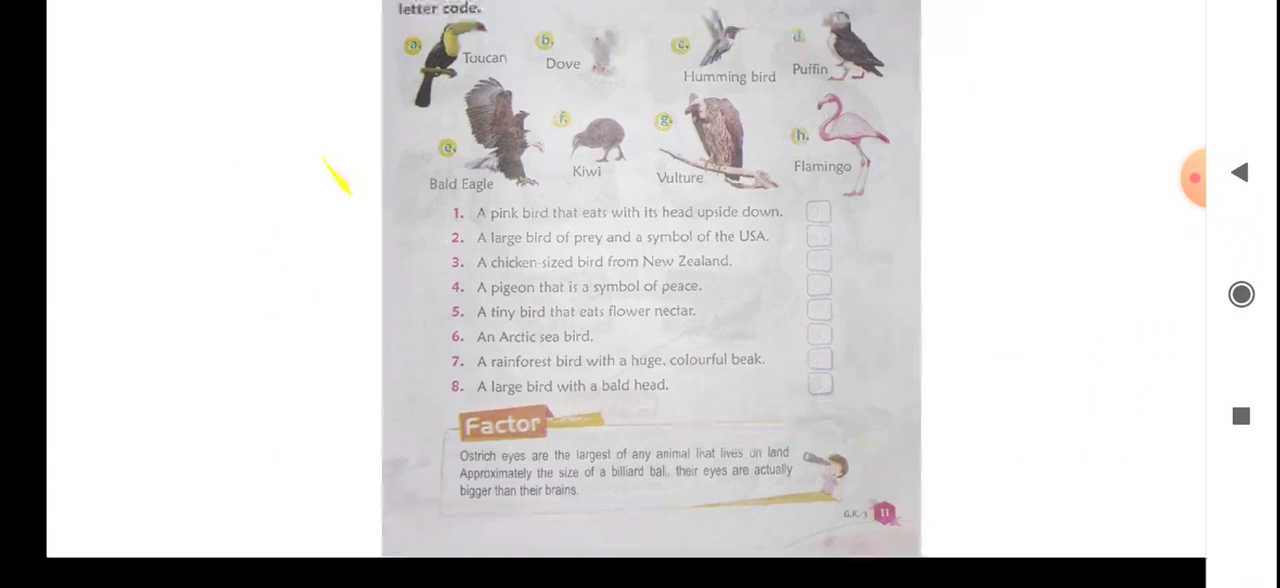 letter code.
a. Toucan
b. Dove
c. Humming bird
d. Puffin
e. Bald Eagle
f. Kiwi
g. Vulture
h. Flamingo
1. A pink bird that eats with its head upside down.
2. A large bird of prey and a symbol of the USA.
3. A chicken-sized bird from New Zealand.
4. A pigeon that is a symbol of peace.
5. A tiny bird that eats flower nectar.
6. An Arctic sea bird.
7. A rainforest bird with a huge, colourful beak.
8. A large bird with a bald head.
Factor
Ostrich eyes are the largest of any animal that lives on land
Approximately the size of a billiard ball, their eyes are actually
bigger than their brains.
G.K.-3 11